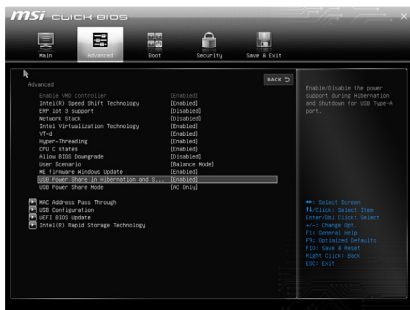 msi CLICK BIOS
×
Main
Advanced
Boot
Security
Save & Exit
BACK
Advanced
Enable VMD controller [Enabled]
Intel(R) Speed Shift Technology [Enabled]
ERP Lot 3 support [Disabled]
Network Stack [Disabled]
Intel Virtualization Technology [Enabled]
VT-d [Enabled]
Hyper-Threading [Enabled]
CPU C states [Enabled]
Allow BIOS Downgrade [Disabled]
User Scenario [Balance Mode]
ME firmware Windows Update [Enabled]
USB Power Share in Hibernation and S... [Enabled]
USB Power Share Mode [AC Only]
MAC Address Pass Through
USB Configuration
UEFI BIOS Update
Intel(R) Rapid Storage Technology
Enable/Disable the power
support during Hibernation
and Shutdown for USB Type-A
port.
↔: Select Screen
↑↓/Click: Select Item
Enter/Dbl Click: Select
+/-: Change Opt.
F1: General Help
F9: Optimized Defaults
F10: Save & Reset
Right Click: Back
ESC: Exit